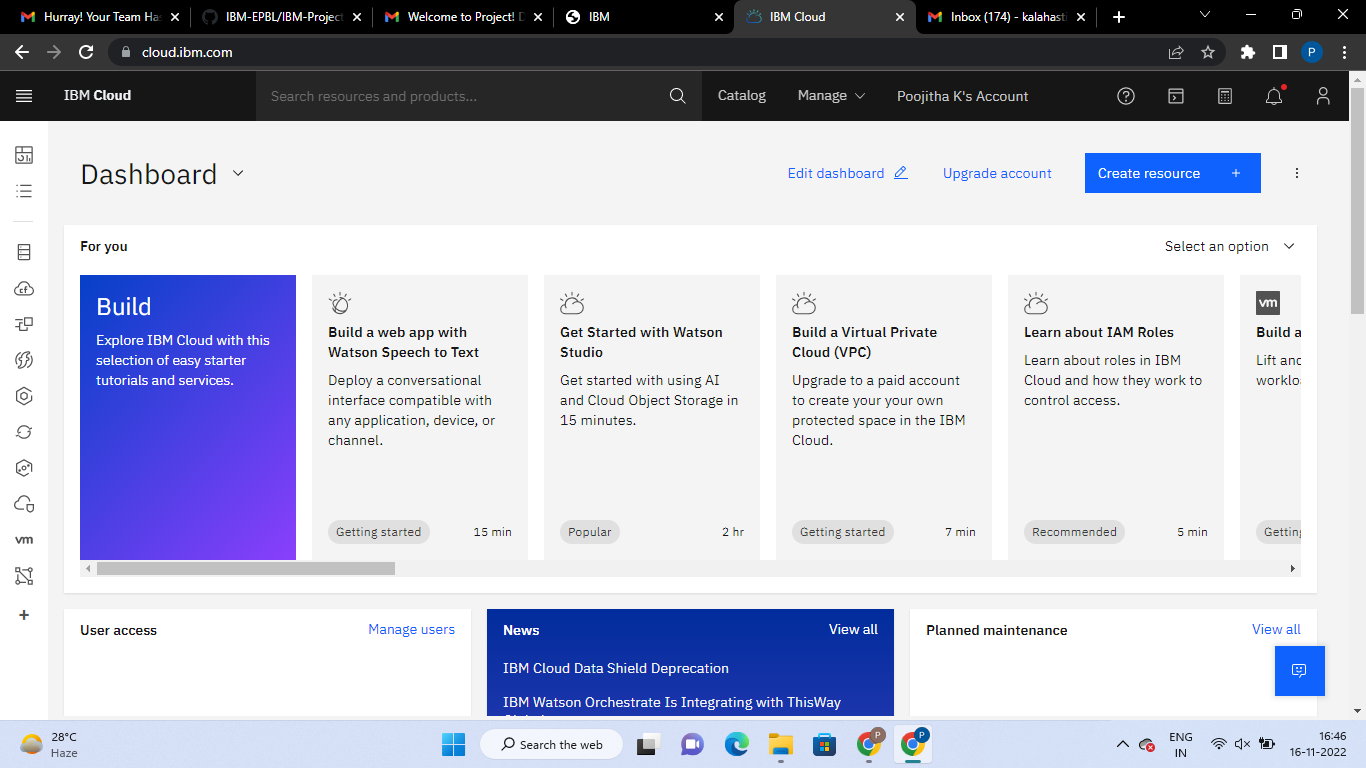 Hurray! Your Team Ha
IBM-EPBL/IBM-Project
Welcome to Project! D
IBM
IBM Cloud
Inbox (174) - kalahasti
cloud.ibm.com
P
IBM Cloud
Search resources and products...
Catalog
Manage
Poojitha K's Account
Dashboard
Edit dashboard
Upgrade account
Create resource +
For you
Select an option
Build
Explore IBM Cloud with this
selection of easy starter
tutorials and services.
Build a web app with
Watson Speech to Text
Deploy a conversational
interface compatible with
any application, device, or
channel.
Getting started
15 min
Get Started with Watson
Studio
Get started with using AI
and Cloud Object Storage in
15 minutes.
Popular
2 hr
Build a Virtual Private
Cloud (VPC)
Upgrade to a paid account
to create your your own
protected space in the IBM
Cloud.
Getting started
7 min
Learn about IAM Roles
Learn about roles in IBM
Cloud and how they work to
control access.
Recommended
5 min
vm
Build a
Lift and
worklo
Getting
cf
vm
User access
Manage users
News
View all
IBM Cloud Data Shield Deprecation
IBM Watson Orchestrate Is Integrating with ThisWay
Planned maintenance
View all
28°C
Haze
Search the web
P
P
ENG
IN
16:46
16-11-2022